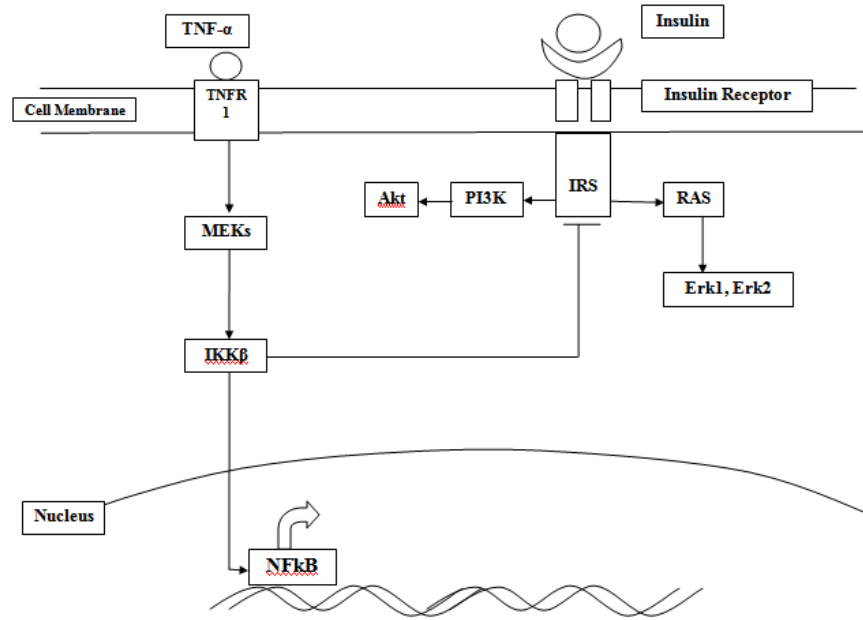 TNF-α
Insulin
TNFR
1
Insulin Receptor
Cell Membrane
Akt
PI3K
IRS
RAS
MEKs
Erk1, Erk2
IKKβ
Nucleus
NFkB